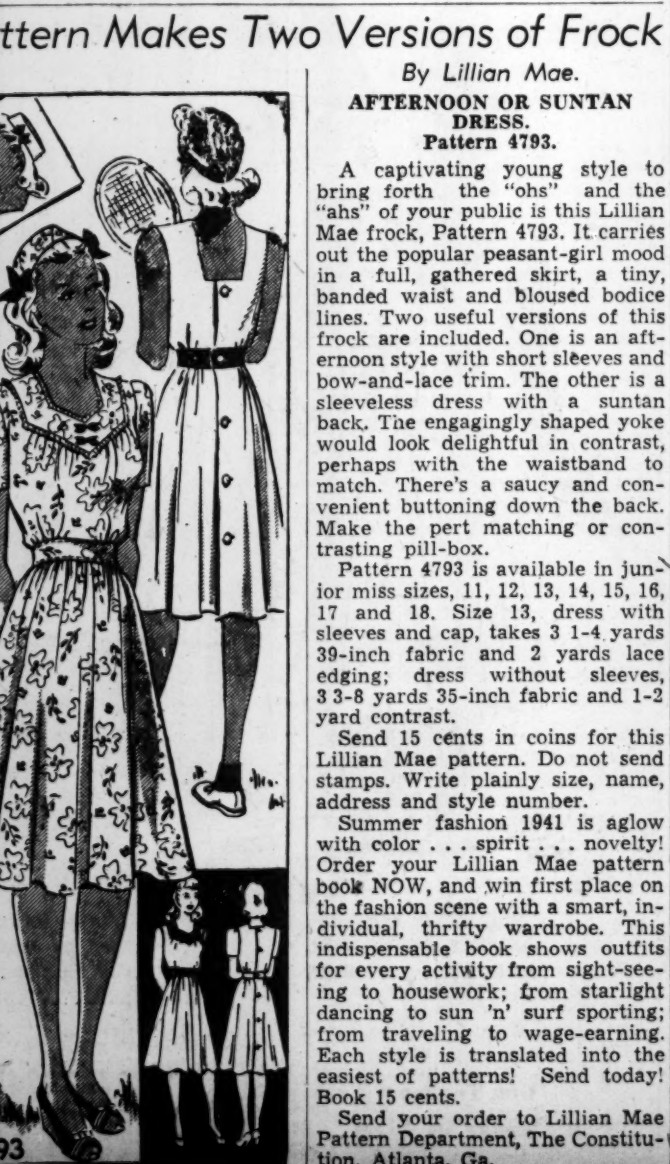 ttern Makes Two Versions of Frock
By Lillian Mae.
AFTERNOON OR SUNTAN
DRESS.
Pattern 4793.
A captivating young style to
bring forth the "ohs" and the
"ahs" of your public is this Lillian
Mae frock, Pattern 4793. It carries
out the popular peasant-girl mood
in a full, gathered skirt, a tiny,
banded waist and bloused bodice
lines. Two useful versions of this
frock are included. One is an aft-
ernoon style with short sleeves and
bow-and-lace trim. The other is a
sleeveless dress with a suntan
back. The engagingly shaped yoke
would look delightful in contrast,
perhaps with the waistband to
match. There's a saucy and con-
venient buttoning down the back.
Make the pert matching or con-
trasting pill-box.
Pattern 4793 is available in jun-
ior miss sizes, 11, 12, 13, 14, 15, 16,
17 and 18. Size 13, dress with
sleeves and cap, takes 3 1-4 yards
39-inch fabric and 2 yards lace
edging; dress without sleeves,
3 3-8 yards 35-inch fabric and 1-2
yard contrast.
Send 15 cents in coins for this
Lillian Mae pattern. Do not send
stamps. Write plainly size, name,
address and style number.
Summer fashion 1941 is aglow
with color . . . spirit . . . novelty!
Order your Lillian Mae pattern
book NOW, and win first place on
the fashion scene with a smart, in-
dividual, thrifty wardrobe. This
indispensable book shows outfits
for every activity from sight-see-
ing to housework; from starlight
dancing to sun 'n' surf sporting;
from traveling to wage-earning.
Each style is translated into the
easiest of patterns! Send today!
Book 15 cents.
Send your order to Lillian Mae
Pattern Department, The Constitu-
tion, Atlanta, Ga.
93